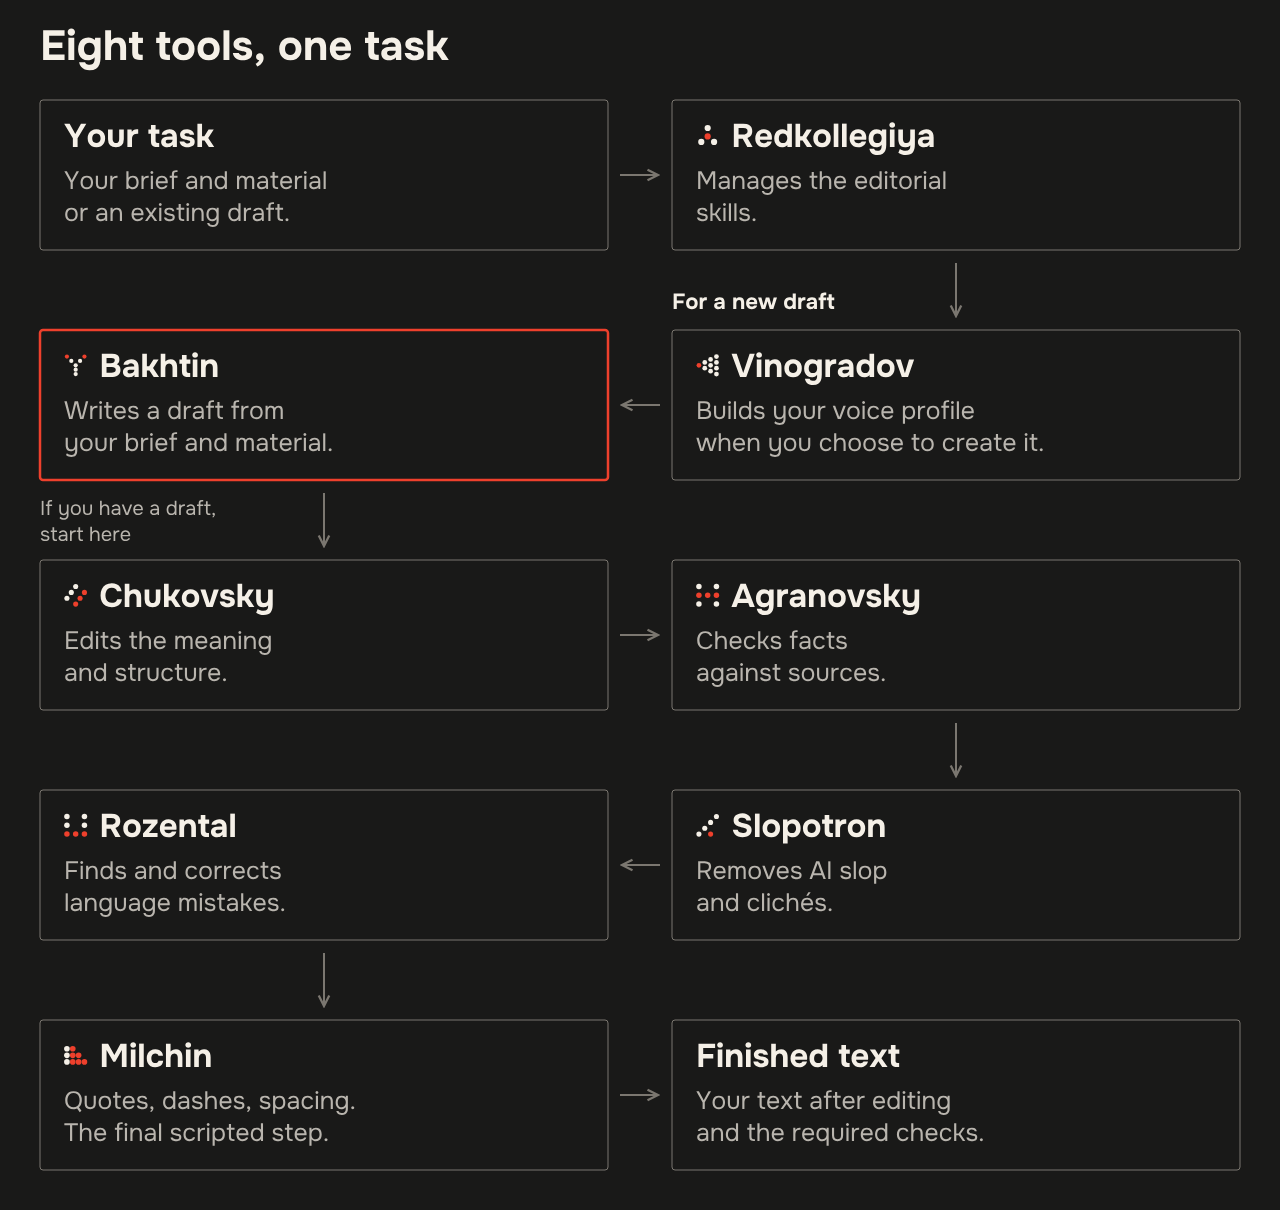 Eight tools, one task
Your task
Your brief and material
or an existing draft.
Redkollegiya
Manages the editorial
skills.
For a new draft
Bakhtin
Writes a draft from
your brief and material.
Vinogradov
Builds your voice profile
when you choose to create it.
If you have a draft,
start here
Chukovsky
Edits the meaning
and structure.
Agranovsky
Checks facts
against sources.
Rozental
Finds and corrects
language mistakes.
Slopotron
Removes AI slop
and clichés.
Milchin
Quotes, dashes, spacing.
The final scripted step.
Finished text
Your text after editing
and the required checks.